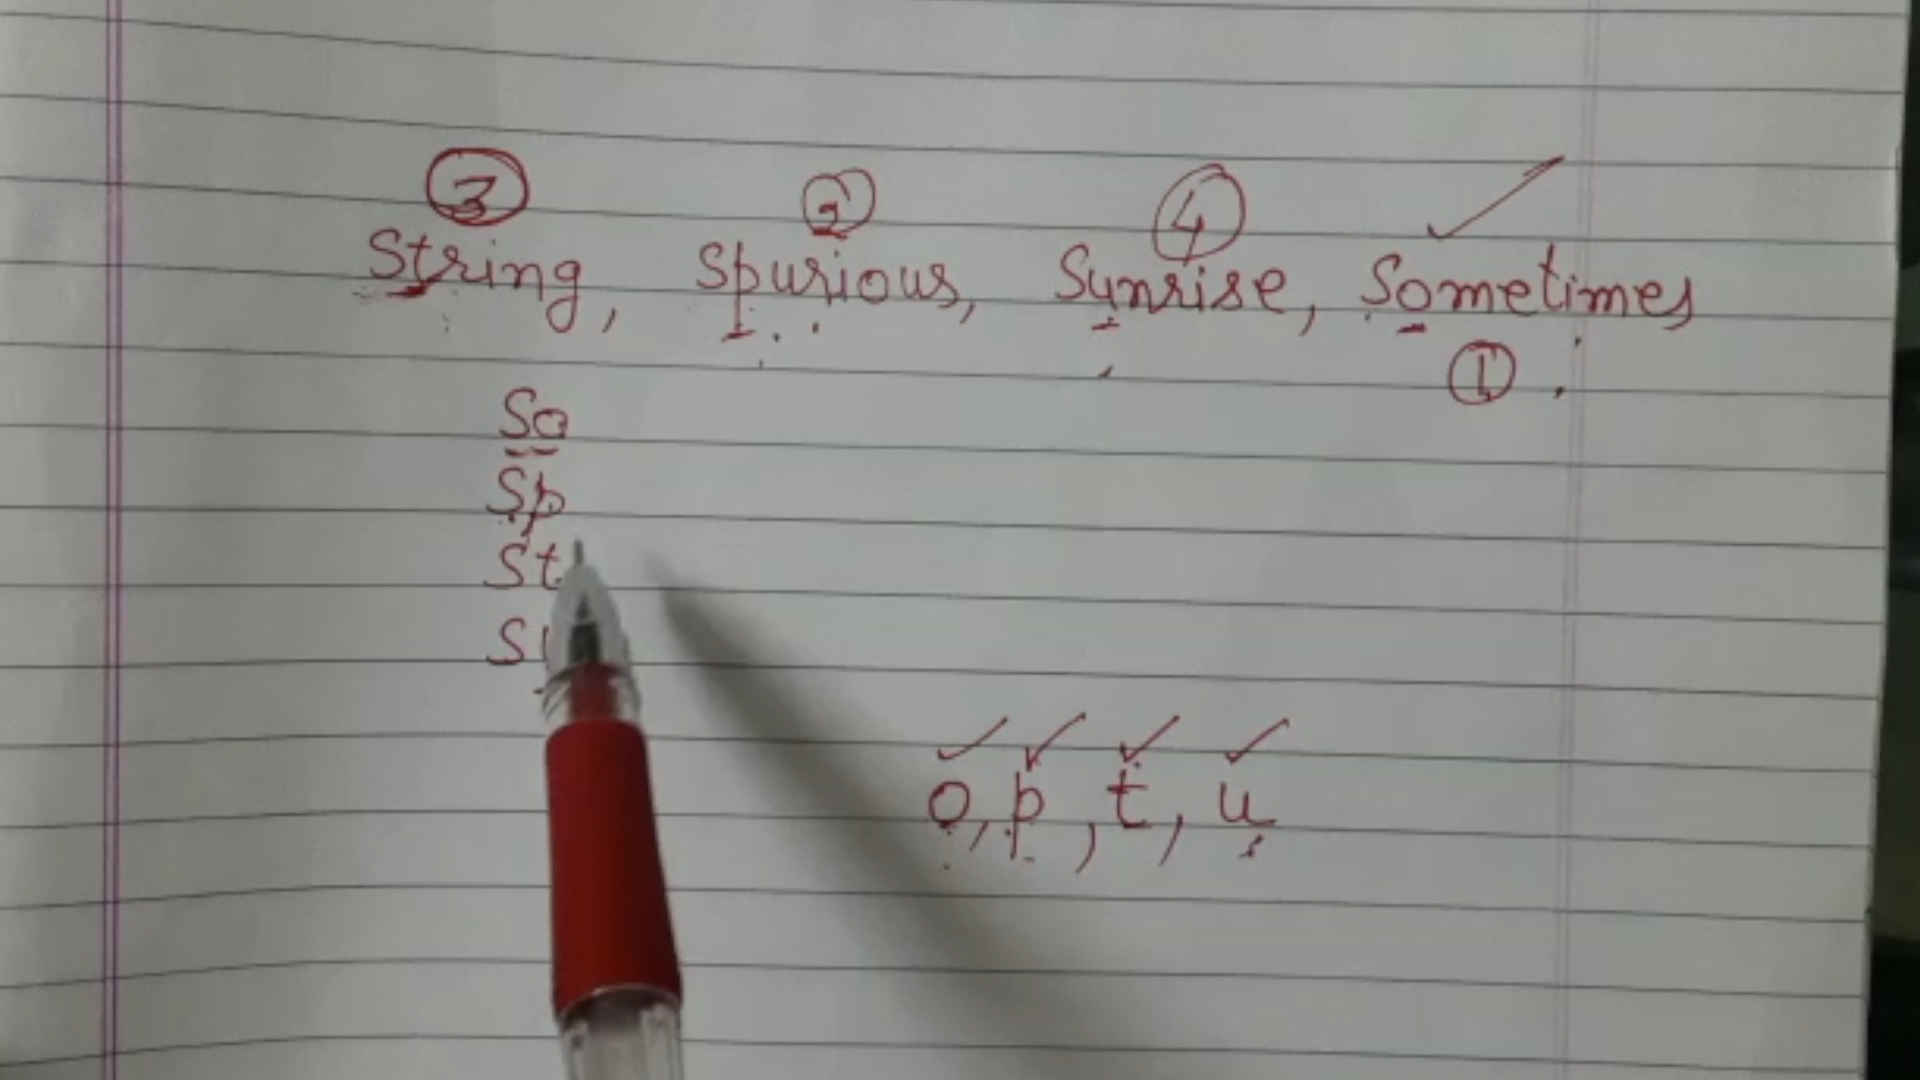 3 2 4
String, Spurious, Sunrise, Sometimes
1
So
Sp
St
S
o, p, t, u